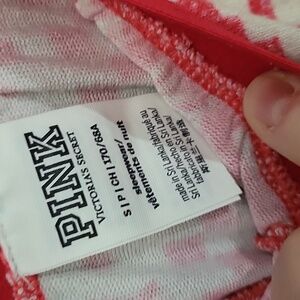 PINK
VICTORIA'S SECRET
S | P | CH | 170/68A
sleepwear/
vêtements de nuit
made in Sri Lanka/fabriqué au
Sri Lanka/hecho en Sri Lanka/